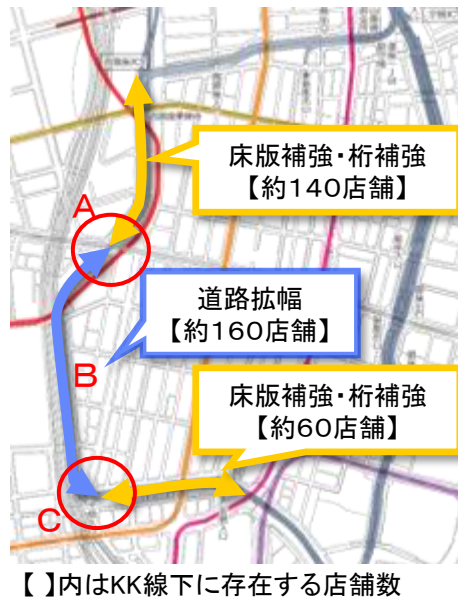 床版補強・桁補強
【約140店舗】
A
道路拡幅
【約160店舗】
B
床版補強・桁補強
【約60店舗】
C
【 】内はKK線下に存在する店舗数